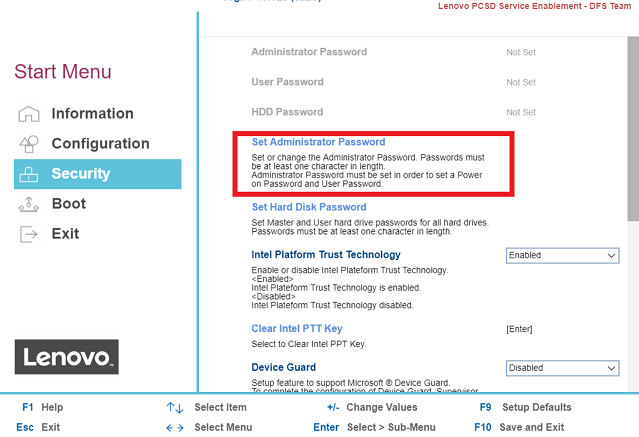 Lenovo PCSD Service Enablement - DFS Team
Start Menu
Information
Configuration
Security
Boot
Exit
Lenovo
Administrator Password Not Set
User Password Not Set
HDD Password Not Set
Set Administrator Password
Set or change the Administrator Password. Passwords must
be at least one character in length.
Administrator Password must be set in order to set a Power
on Password and User Password.
Set Hard Disk Password
Set Master and User hard drive passwords for all hard drives.
Passwords must be at least one character in length.
Intel Platform Trust Technology Enabled
Enable or disable Intel Plateform Trust Technology.
<Enabled>
Intel Plateform Trust Technology is enabled.
<Disabled>
Intel Plateform Trust Technology disabled.
Clear Intel PTT Key [Enter]
Select to Clear Intel PPT Key.
Device Guard Disabled
Setup feature to support Microsoft ® Device Guard.
To complete the configuration of Device Guard, Supervisor
F1 Help ↑↓ Select Item +/- Change Values F9 Setup Defaults
Esc Exit ←→ Select Menu Enter Select > Sub-Menu F10 Save and Exit